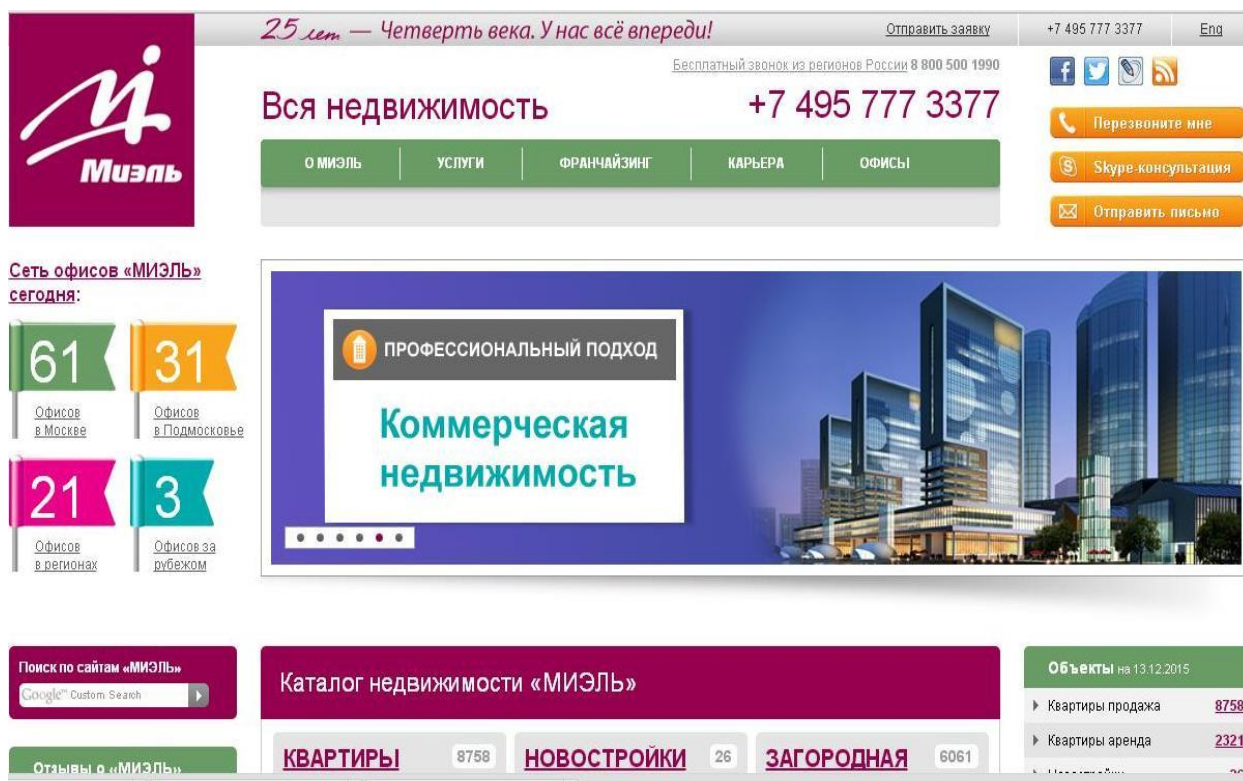 25 лет — Четверть века. У нас всё впереди!
Отправить заявку
+7 495 777 3377
Eng
Миэль
Бесплатный звонок из регионов России 8 800 500 1990
Вся недвижимость
+7 495 777 3377
Перезвоните мне
Skype-консультация
Отправить письмо
О МИЭЛЬ
УСЛУГИ
ФРАНЧАЙЗИНГ
КАРЬЕРА
ОФИСЫ
Сеть офисов «МИЭЛЬ»
сегодня:
61
Офисов
в Москве
31
Офисов
в Подмосковье
21
Офисов
в регионах
3
Офисов за
рубежом
ПРОФЕССИОНАЛЬНЫЙ ПОДХОД
Коммерческая
недвижимость
Поиск по сайтам «МИЭЛЬ»
Google™ Custom Search
Отзывы о «МИЭЛЬ»
Каталог недвижимости «МИЭЛЬ»
КВАРТИРЫ 8758
НОВОСТРОЙКИ 26
ЗАГОРОДНАЯ 6061
Объекты на 13.12.2015
Квартиры продажа 8758
Квартиры аренда 2321